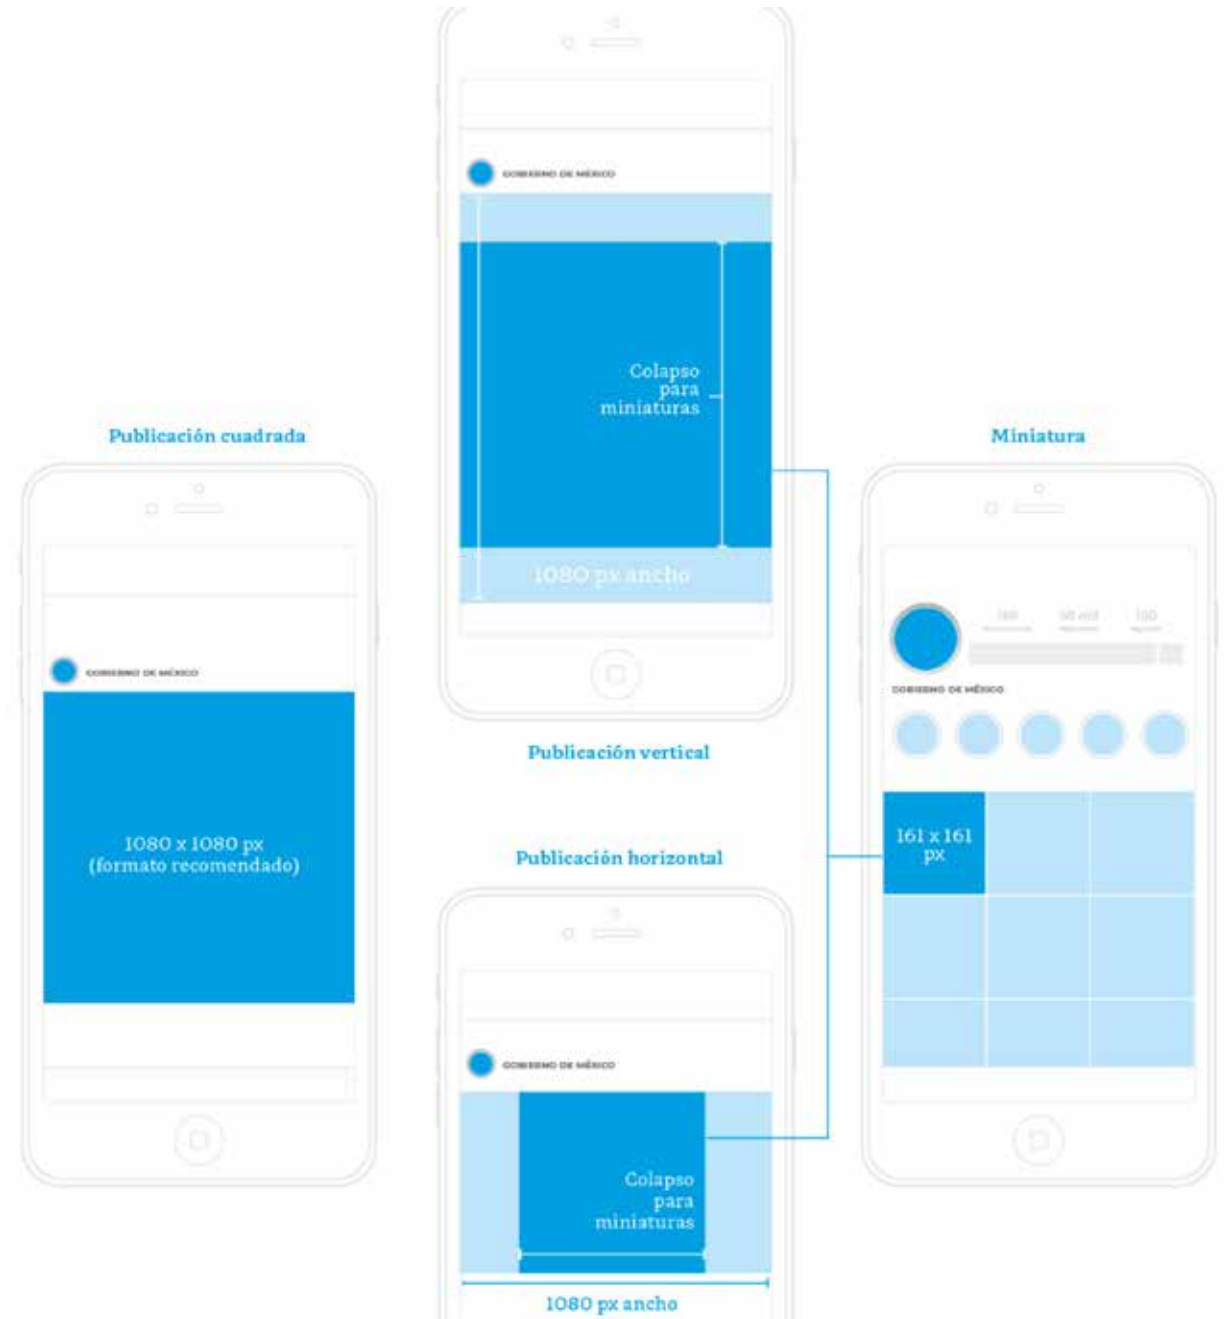 GOBIERNO DE MÉXICO
Colapso
para
miniaturas
1080 px ancho
Publicación vertical
Publicación cuadrada
GOBIERNO DE MÉXICO
1080 x 1080 px
(formato recomendado)
Publicación horizontal
GOBIERNO DE MÉXICO
Colapso
para
miniaturas
1080 px ancho
Miniatura
GOBIERNO DE MÉXICO
161 x 161
px